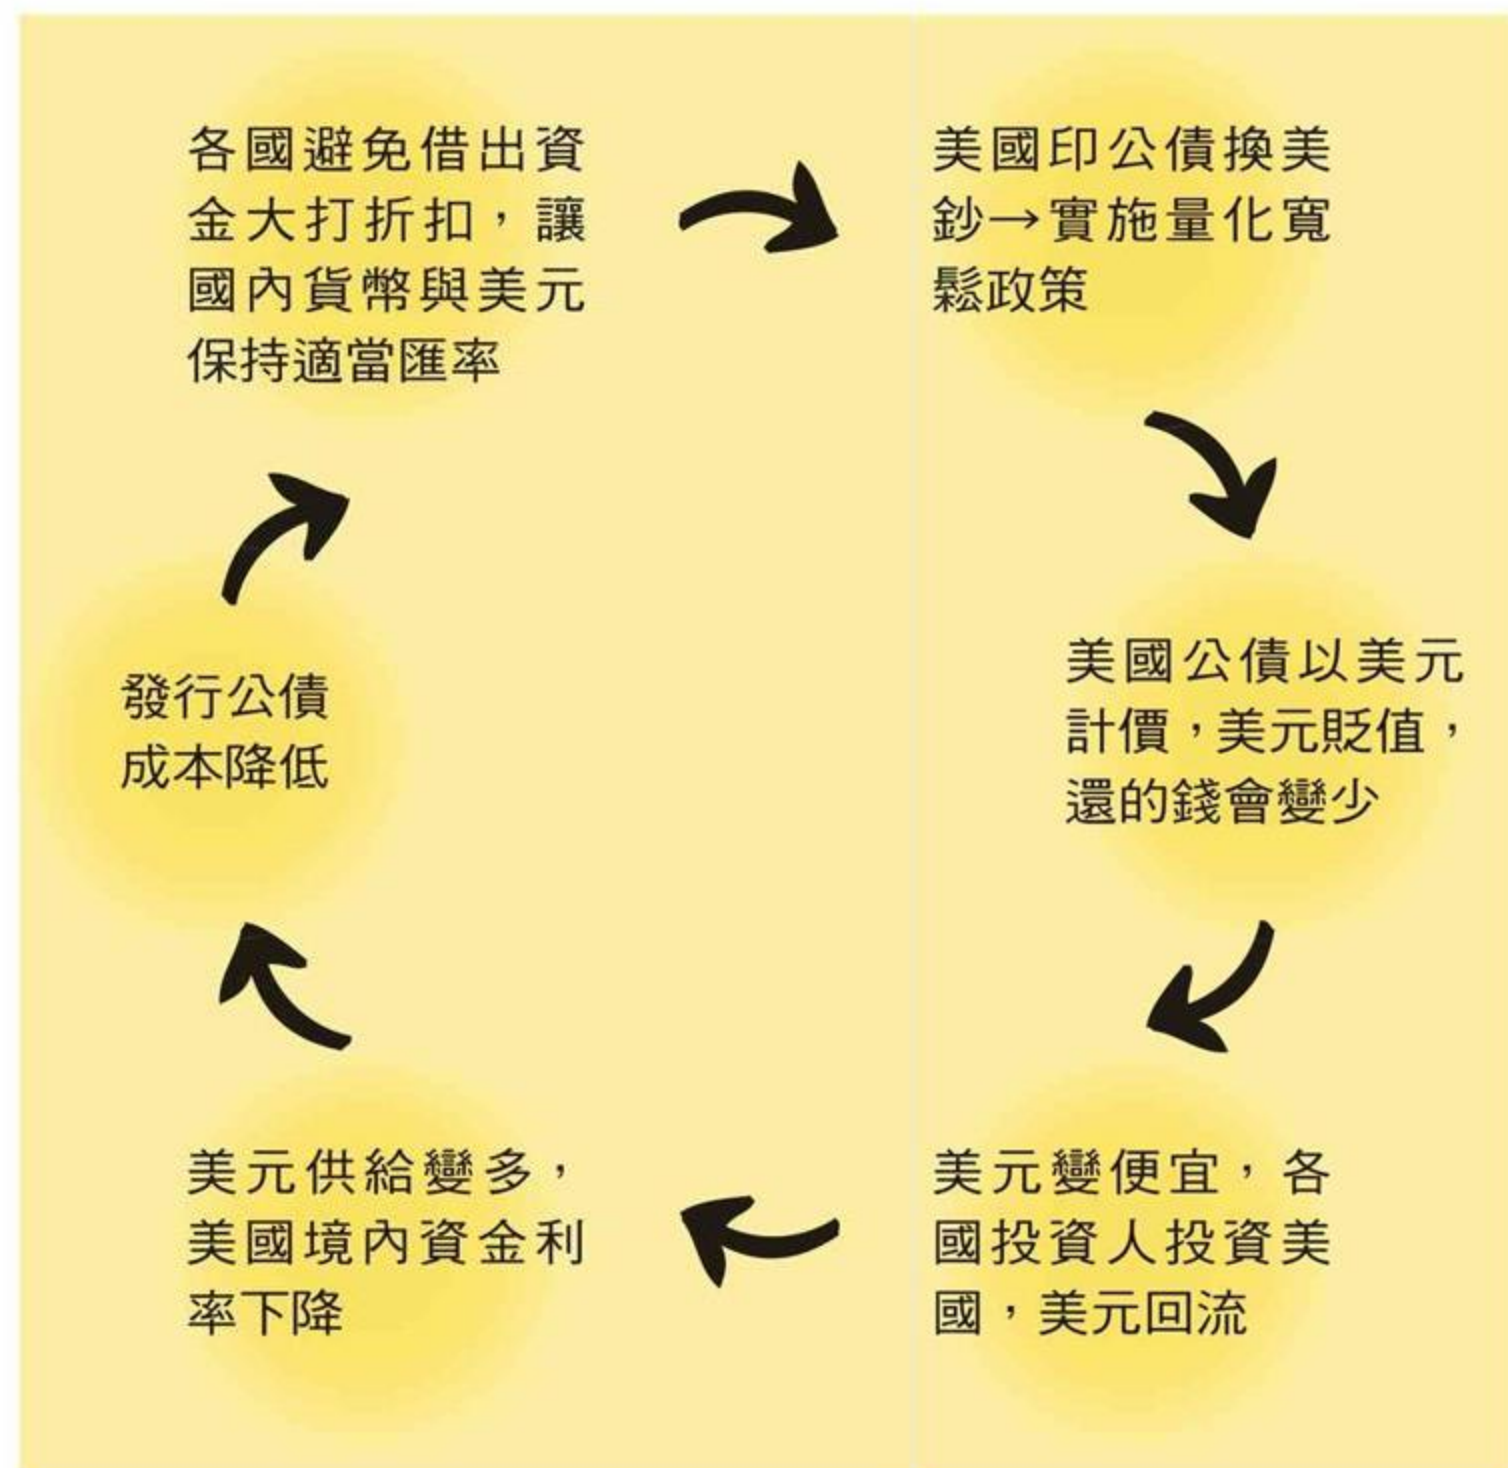 各國避免借出資
金大打折扣，讓
國內貨幣與美元
保持適當匯率
美國印公債換美
鈔→實施量化寬
鬆政策
美國公債以美元
計價，美元貶值，
還的錢會變少
美元變便宜，各
國投資人投資美
國，美元回流
美元供給變多，
美國境內資金利
率下降
發行公債
成本降低